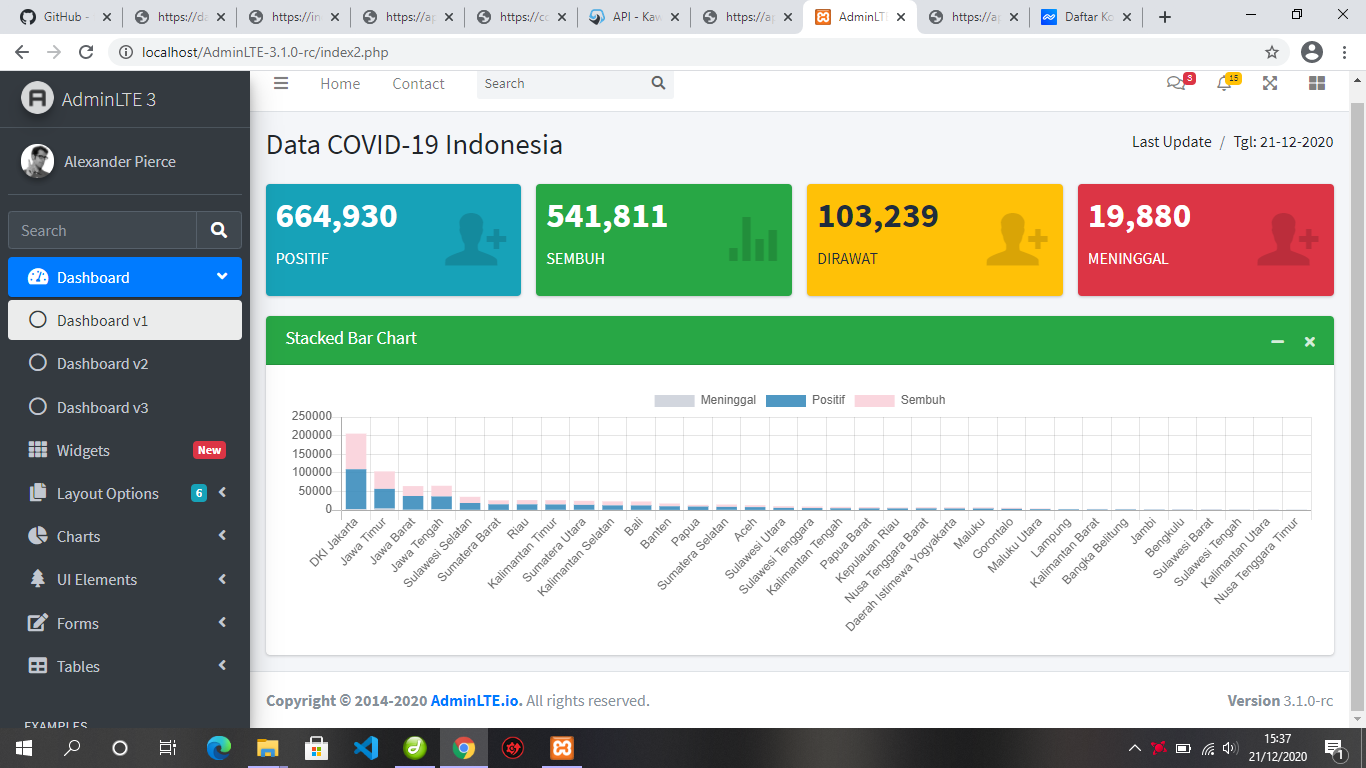 GitHub -
https://da
https://in
https://ap
https://co
API - Kaw
https://ap
AdminLT
https://ap
Daftar Ko
localhost/AdminLTE-3.1.0-rc/index2.php
AdminLTE 3
Home
Contact
Search
3
15
Alexander Pierce
Search
Dashboard
Dashboard v1
Dashboard v2
Dashboard v3
Widgets New
Layout Options 6
Charts
UI Elements
Forms
Tables
EXAMPLES
Data COVID-19 Indonesia
Last Update / Tgl: 21-12-2020
664,930
POSITIF
541,811
SEMBUH
103,239
DIRAWAT
19,880
MENINGGAL
Stacked Bar Chart
Meninggal Positif Sembuh
250000
200000
150000
100000
50000
0
DKI Jakarta
Jawa Timur
Jawa Barat
Jawa Tengah
Sulawesi Selatan
Sumatera Barat
Riau
Kalimantan Timur
Sumatera Utara
Kalimantan Selatan
Bali
Banten
Papua
Sumatera Selatan
Aceh
Sulawesi Utara
Sulawesi Tenggara
Kalimantan Tengah
Papua Barat
Kepulauan Riau
Nusa Tenggara Barat
Daerah Istimewa Yogyakarta
Maluku
Gorontalo
Maluku Utara
Lampung
Kalimantan Barat
Bangka Belitung
Jambi
Bengkulu
Sulawesi Barat
Sulawesi Tengah
Kalimantan Utara
Nusa Tenggara Timur
Copyright © 2014-2020 AdminLTE.io. All rights reserved.
Version 3.1.0-rc
15:37
21/12/2020
1